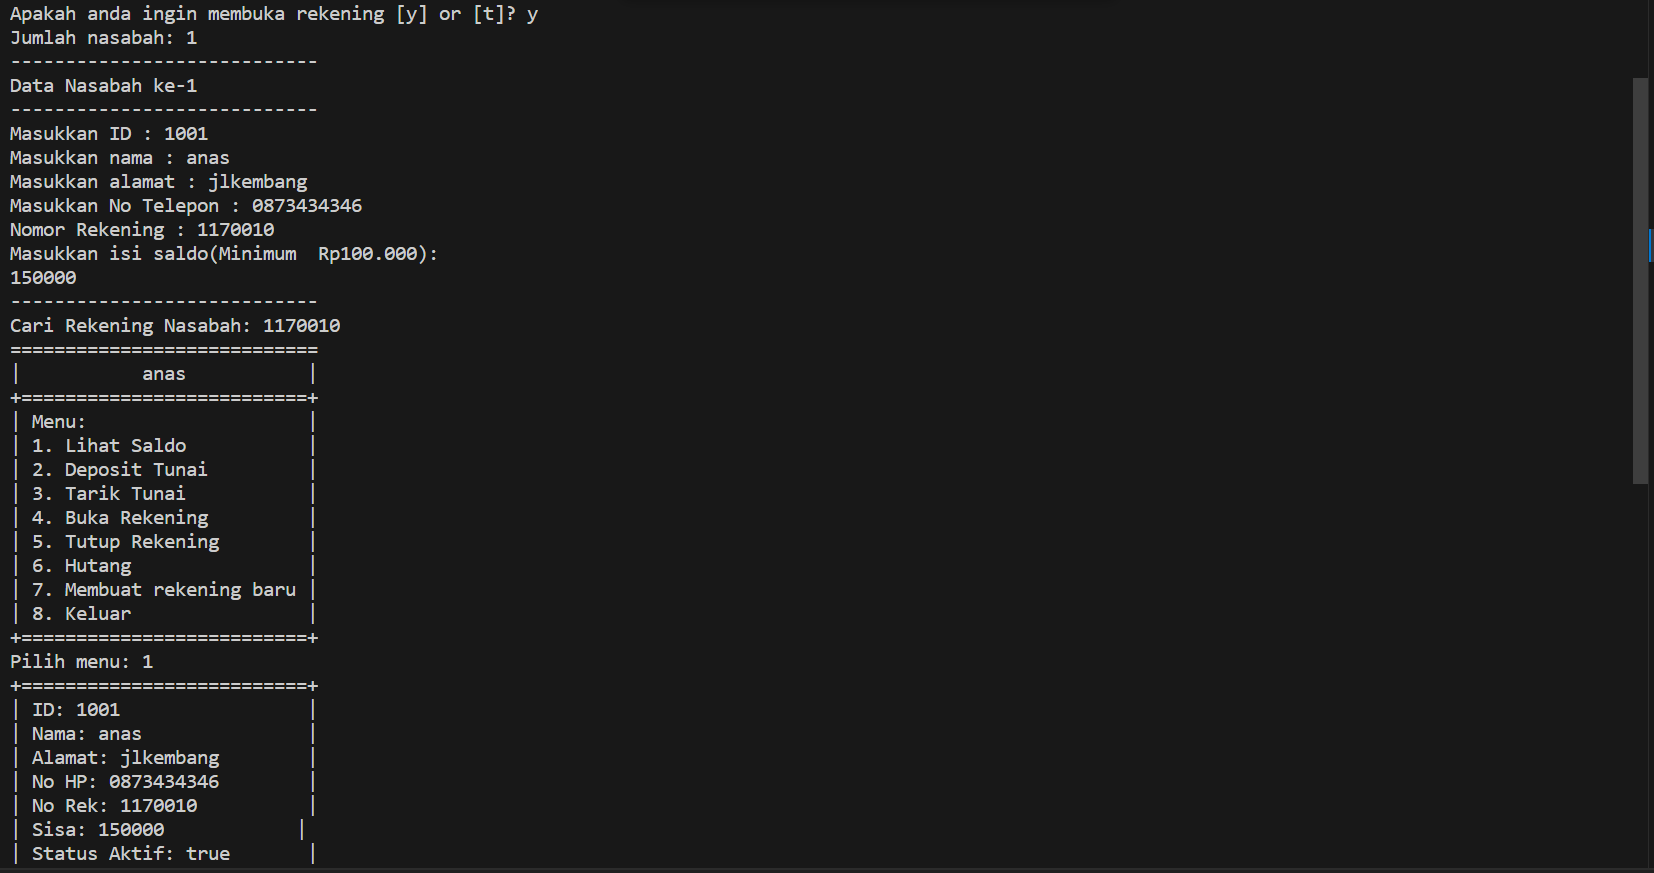 Apakah anda ingin membuka rekening [y] or [t]? y
Jumlah nasabah: 1
----------------------------
Data Nasabah ke-1
----------------------------
Masukkan ID : 1001
Masukkan nama : anas
Masukkan alamat : jlkembang
Masukkan No Telepon : 0873434346
Nomor Rekening : 1170010
Masukkan isi saldo(Minimum  Rp100.000):
150000
----------------------------
Cari Rekening Nasabah: 1170010
============================
|           anas           |
+==========================+
| Menu:                    |
| 1. Lihat Saldo           |
| 2. Deposit Tunai         |
| 3. Tarik Tunai           |
| 4. Buka Rekening         |
| 5. Tutup Rekening        |
| 6. Hutang                |
| 7. Membuat rekening baru |
| 8. Keluar                |
+==========================+
Pilih menu: 1
+==========================+
| ID: 1001                 |
| Nama: anas               |
| Alamat: jlkembang        |
| No HP: 0873434346        |
| No Rek: 1170010          |
| Sisa: 150000            |
| Status Aktif: true       |